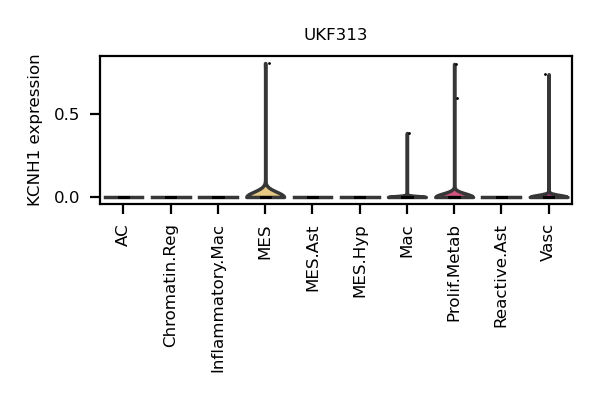 UKF313
KCNH1 expression
0.5
0.0
AC
Chromatin.Reg
Inflammatory.Mac
MES
MES.Ast
MES.Hyp
Mac
Prolif.Metab
Reactive.Ast
Vasc